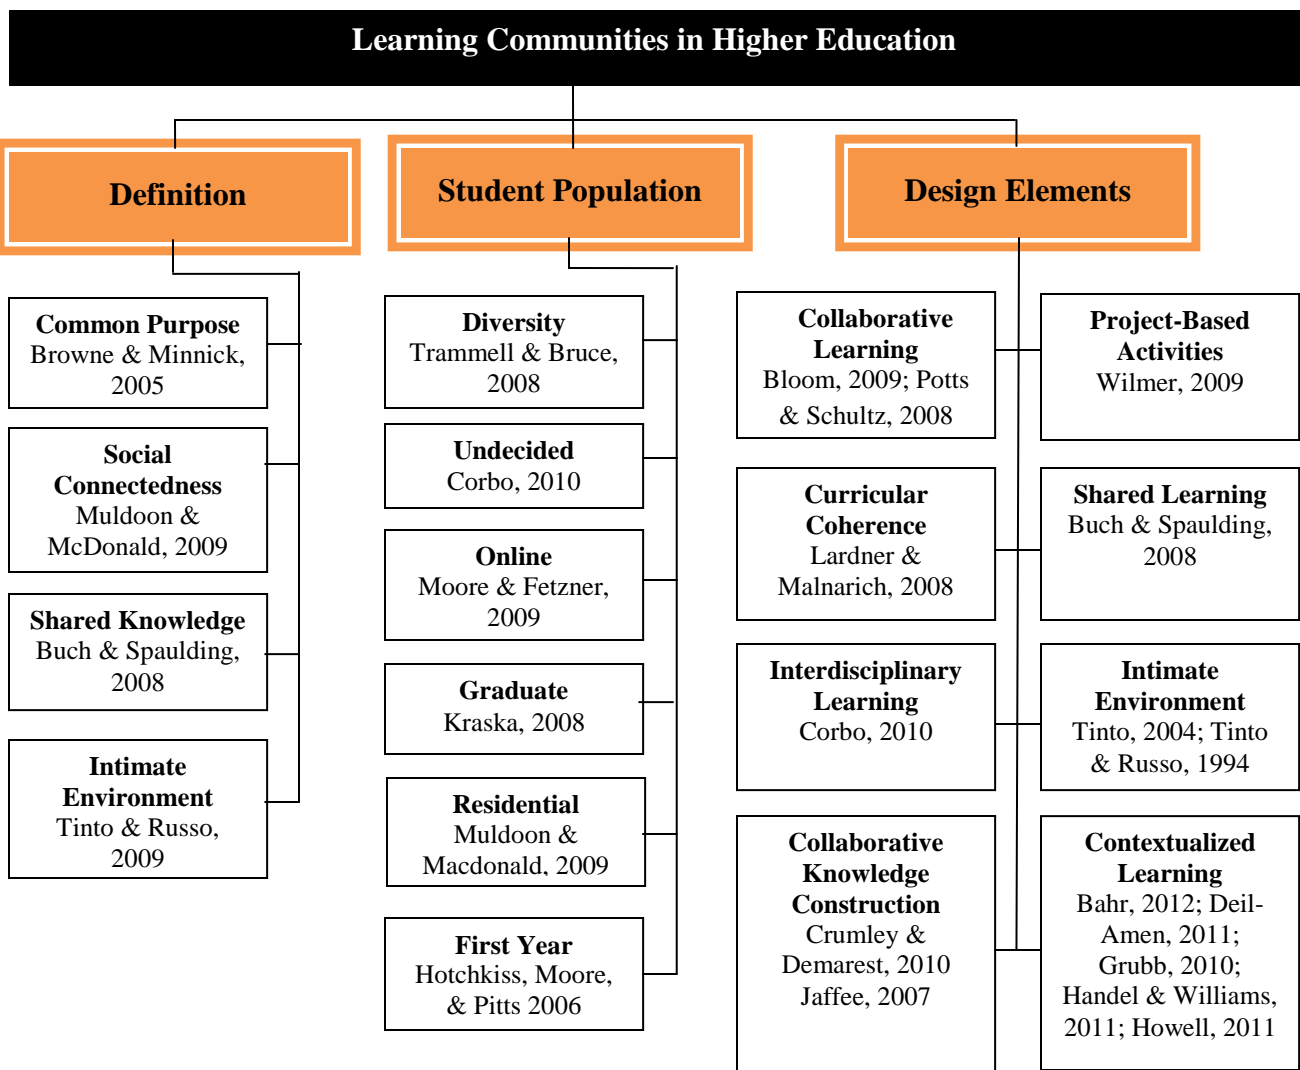 Learning Communities in Higher Education
Definition
Common Purpose
Browne & Minnick,
2005
Social
Connectedness
Muldoon &
McDonald, 2009
Shared Knowledge
Buch & Spaulding,
2008
Intimate
Environment
Tinto & Russo,
2009
Student Population
Diversity
Trammell & Bruce,
2008
Undecided
Corbo, 2010
Online
Moore & Fetzner,
2009
Graduate
Kraska, 2008
Residential
Muldoon &
Macdonald, 2009
First Year
Hotchkiss, Moore,
& Pitts 2006
Design Elements
Collaborative
Learning
Bloom, 2009; Potts
& Schultz, 2008
Project-Based
Activities
Wilmer, 2009
Curricular
Coherence
Lardner &
Malnarich, 2008
Shared Learning
Buch & Spaulding,
2008
Interdisciplinary
Learning
Corbo, 2010
Intimate
Environment
Tinto, 2004; Tinto
& Russo, 1994
Collaborative
Knowledge
Construction
Crumley &
Demarest, 2010
Jaffee, 2007
Contextualized
Learning
Bahr, 2012; Deil-
Amen, 2011;
Grubb, 2010;
Handel & Williams,
2011; Howell, 2011